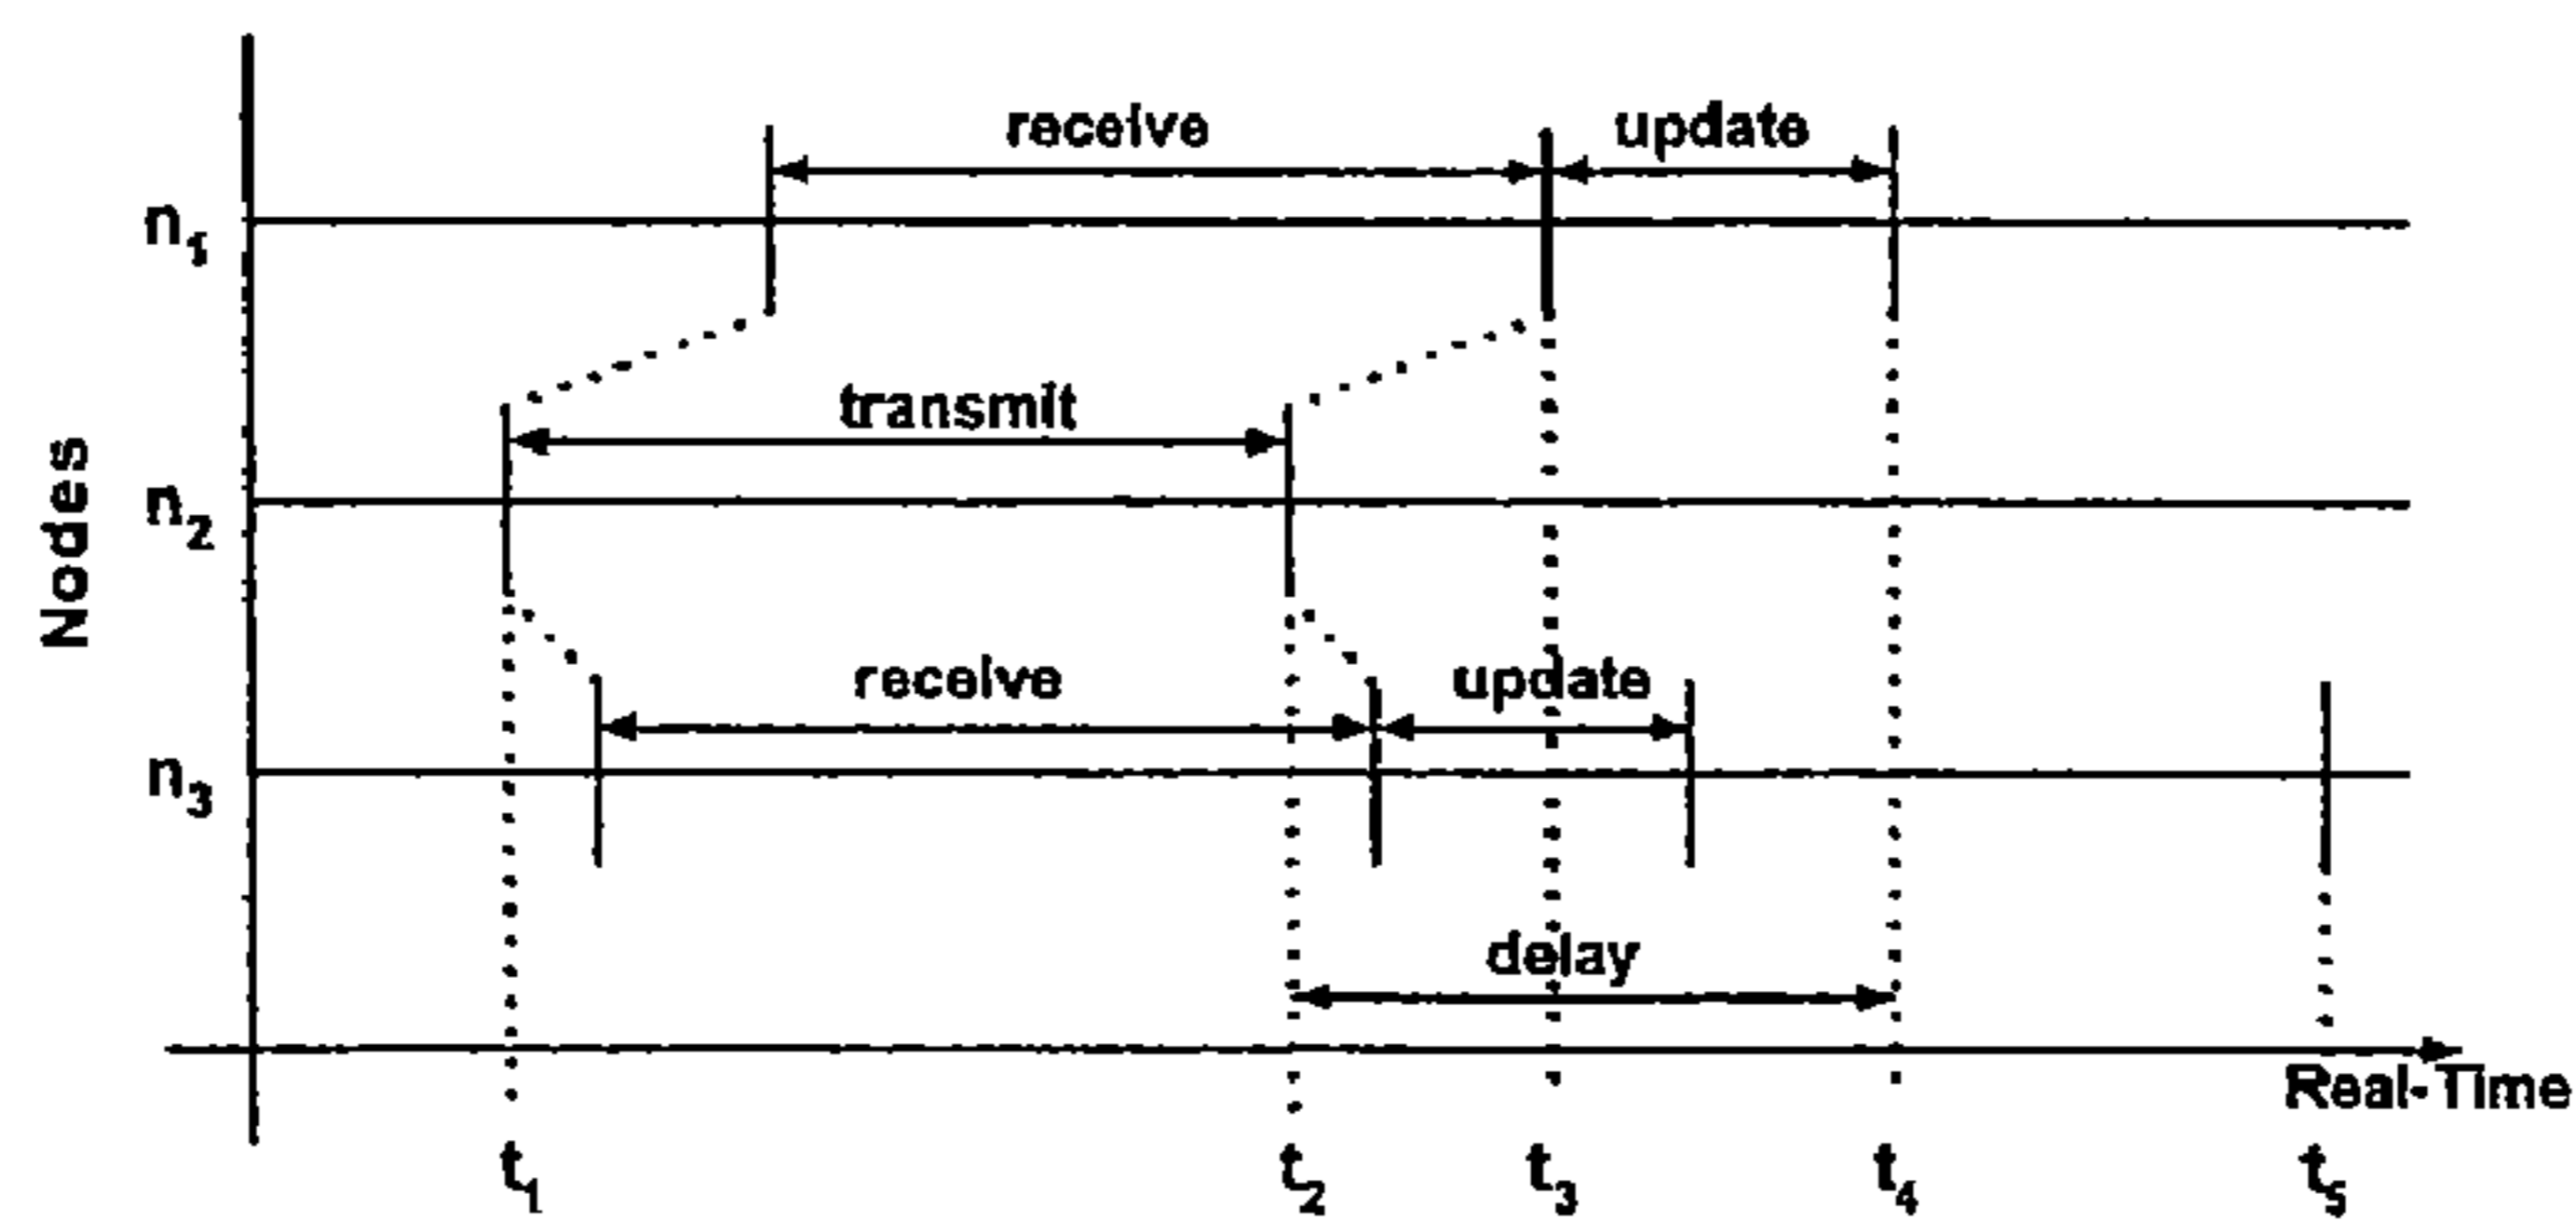 receive update
n1
transmit
Nodes
n2
receive update
n3
delay
Real-Time
t1 t2 t3 t4 t5